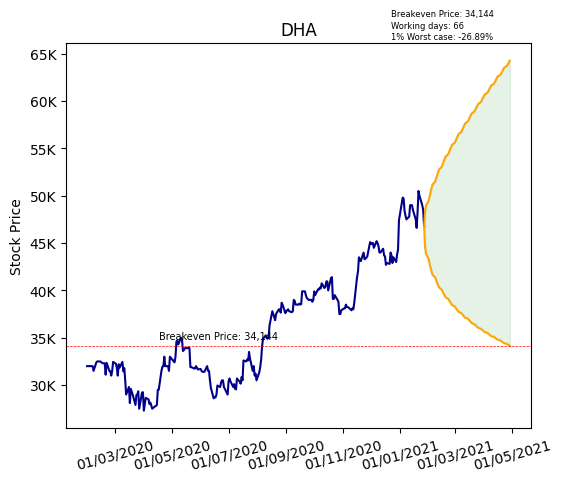 Breakeven Price: 34,144
Working days: 66
1% Worst case: -26.89%
DHA
65K
60K
55K
50K
45K
40K
35K
30K
Stock Price
Breakeven Price: 34,144
01/03/2020
01/05/2020
01/07/2020
01/09/2020
01/11/2020
01/01/2021
01/03/2021
01/05/2021